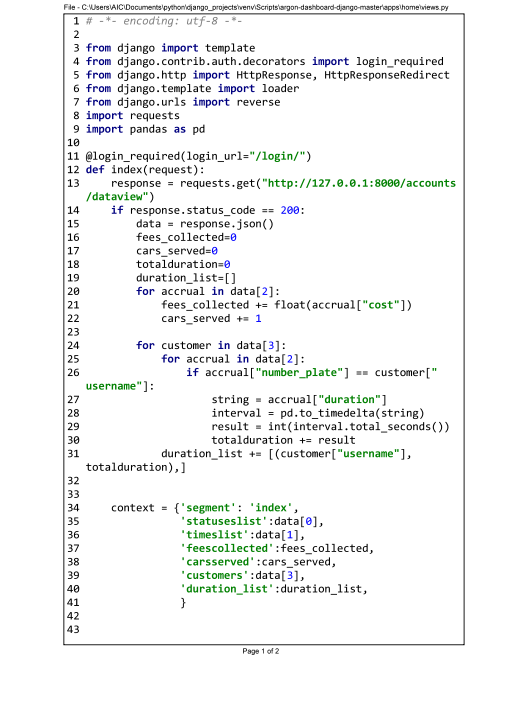 File - C:\Users\AIC\Documents\python\django_projects\venv\Scripts\argon-dashboard-django-master\apps\home\views.py
1 # -*- encoding: utf-8 -*-
2
3 from django import template
4 from django.contrib.auth.decorators import login_required
5 from django.http import HttpResponse, HttpResponseRedirect
6 from django.template import loader
7 from django.urls import reverse
8 import requests
9 import pandas as pd
10
11 @login_required(login_url="/login/")
12 def index(request):
13     response = requests.get("http://127.0.0.1:8000/accounts
/dataview")
14     if response.status_code == 200:
15         data = response.json()
16         fees_collected=0
17         cars_served=0
18         totalduration=0
19         duration_list=[]
20         for accrual in data[2]:
21             fees_collected += float(accrual["cost"])
22             cars_served += 1
23
24         for customer in data[3]:
25             for accrual in data[2]:
26                 if accrual["number_plate"] == customer["
username"]:
27                     string = accrual["duration"]
28                     interval = pd.to_timedelta(string)
29                     result = int(interval.total_seconds())
30                     totalduration += result
31             duration_list += [(customer["username"],
totalduration),]
32
33
34     context = {'segment': 'index',
35                'statuseslist':data[0],
36                'timeslist':data[1],
37                'feescollected':fees_collected,
38                'carsserved':cars_served,
39                'customers':data[3],
40                'duration_list':duration_list,
41                }
42
43
Page 1 of 2